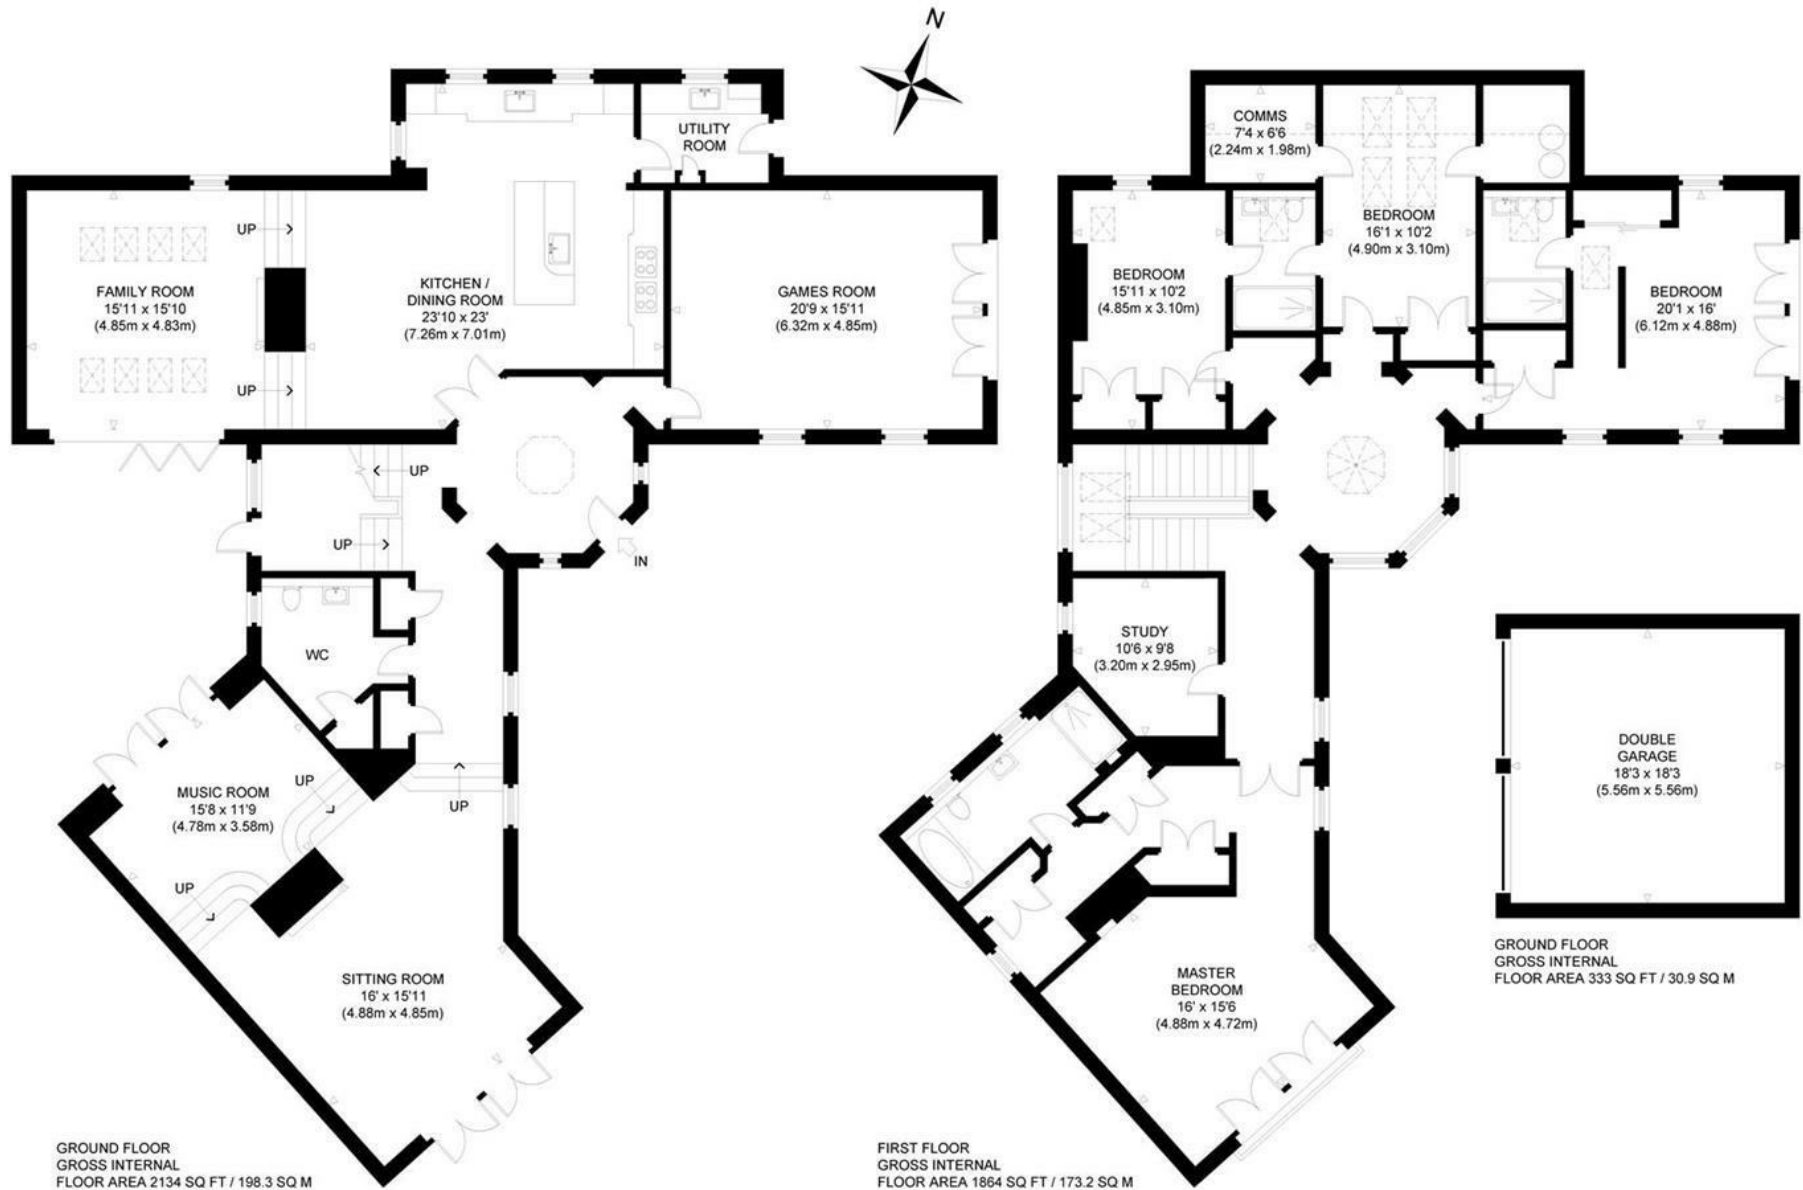 N
UTILITY
ROOM
UP
FAMILY ROOM
15'11 x 15'10
(4.85m x 4.83m)
UP
KITCHEN /
DINING ROOM
23'10 x 23'
(7.26m x 7.01m)
GAMES ROOM
20'9 x 15'11
(6.32m x 4.85m)
UP
UP
IN
WC
MUSIC ROOM
15'8 x 11'9
(4.78m x 3.58m)
UP
UP
UP
SITTING ROOM
16' x 15'11
(4.88m x 4.85m)
GROUND FLOOR
GROSS INTERNAL
FLOOR AREA 2134 SQ FT / 198.3 SQ M
COMMS
7'4 x 6'6
(2.24m x 1.98m)
BEDROOM
16'1 x 10'2
(4.90m x 3.10m)
BEDROOM
15'11 x 10'2
(4.85m x 3.10m)
BEDROOM
20'1 x 16'
(6.12m x 4.88m)
STUDY
10'6 x 9'8
(3.20m x 2.95m)
MASTER
BEDROOM
16' x 15'6
(4.88m x 4.72m)
FIRST FLOOR
GROSS INTERNAL
FLOOR AREA 1864 SQ FT / 173.2 SQ M
DOUBLE
GARAGE
18'3 x 18'3
(5.56m x 5.56m)
GROUND FLOOR
GROSS INTERNAL
FLOOR AREA 333 SQ FT / 30.9 SQ M